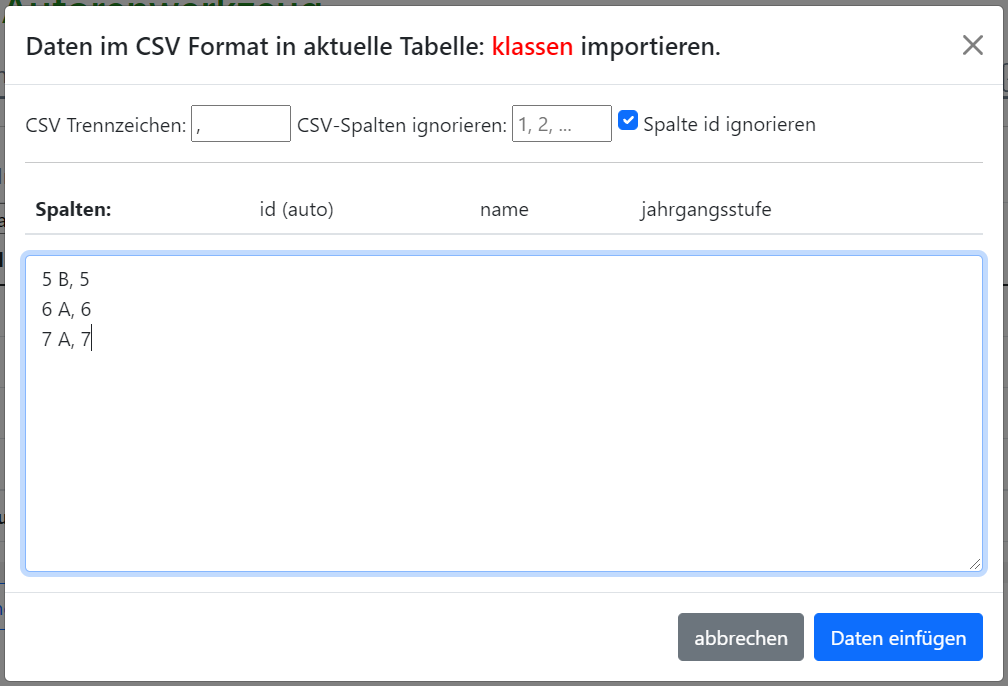 Daten im CSV Format in aktuelle Tabelle: klassen importieren.
CSV Trennzeichen: , CSV-Spalten ignorieren: 1, 2, ... Spalte id ignorieren
Spalten: id (auto) name jahrgangsstufe
5 B, 5
6 A, 6
7 A, 7
abbrechen Daten einfügen